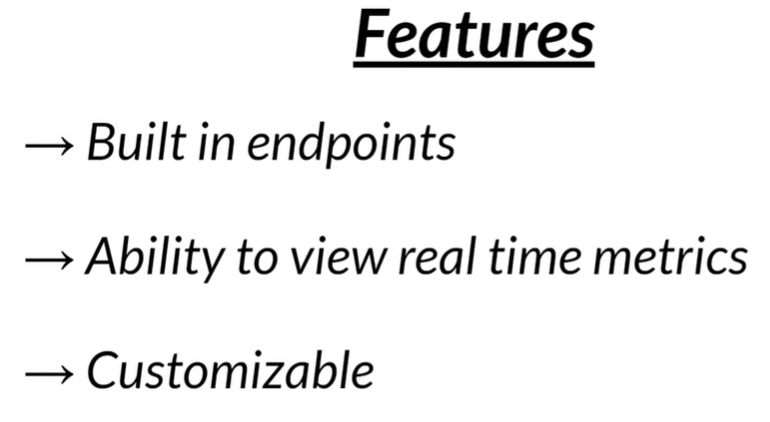 Features
→ Built in endpoints
→ Ability to view real time metrics
→ Customizable